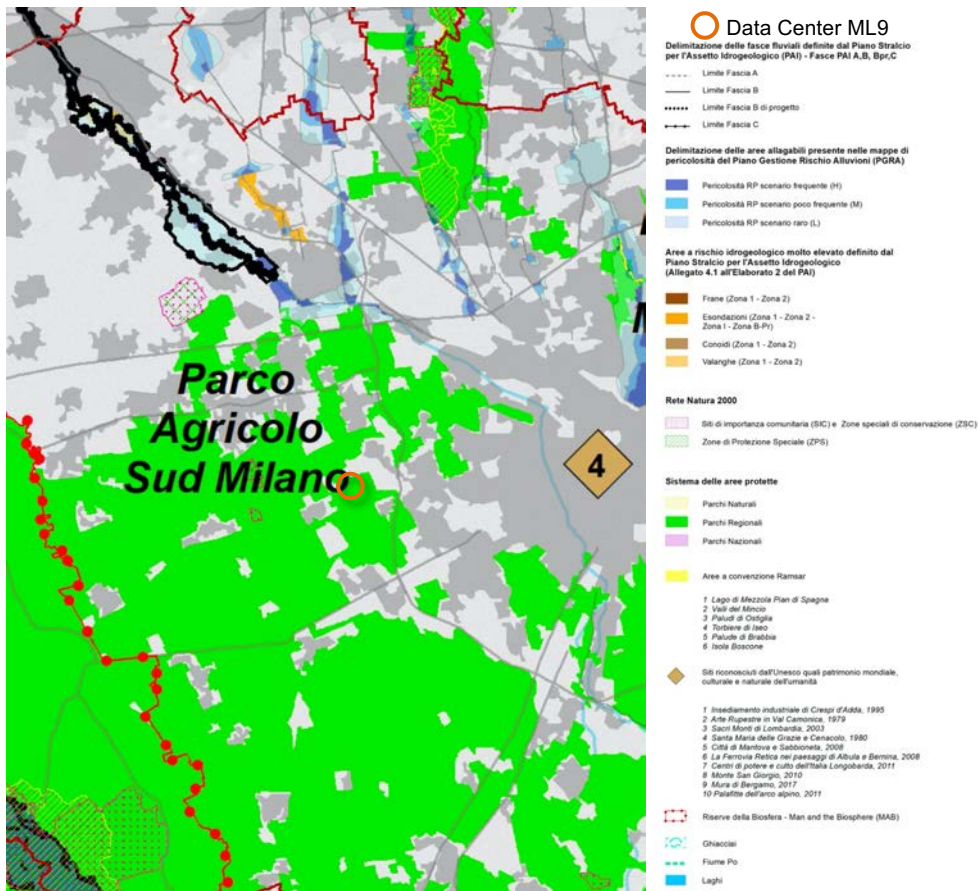 Parco
Agricolo
Sud Milano
4
Data Center ML9
Delimitazione delle fasce fluviali definite dal Piano Stralcio
per l'Assetto Idrogeologico (PAI) - Fasce PAI A,B, Bpr,C
Limite Fascia A
Limite Fascia B
Limite Fascia B di progetto
Limite Fascia C
Delimitazione delle aree allagabili presente nelle mappe di
pericolosità del Piano Gestione Rischio Alluvioni (PGRA)
Pericolosità RP scenario frequente (H)
Pericolosità RP scenario poco frequente (M)
Pericolosità RP scenario raro (L)
Aree a rischio idrogeologico molto elevato definito dal
Piano Stralcio per l'Assetto Idrogeologico
(Allegato 4.1 all'Elaborato 2 del PAI)
Frane (Zona 1 - Zona 2)
Esondazioni (Zona 1 - Zona 2 -
Zona I - Zona B-Pr)
Conoidi (Zona 1 - Zona 2)
Valanghe (Zona 1 - Zona 2)
Rete Natura 2000
Siti di importanza comunitaria (SIC) e Zone speciali di conservazione (ZSC)
Zone di Protezione Speciale (ZPS)
Sistema delle aree protette
Parchi Naturali
Parchi Regionali
Parchi Nazionali
Aree a convenzione Ramsar
1 Lago di Mezzola Pian di Spagna
2 Valli del Mincio
3 Paludi di Ostiglia
4 Torbiere di Iseo
5 Palude di Brabbia
6 Isola Boscone
Siti riconosciuti dall'Unesco quali patrimonio mondiale,
culturale e naturale dell'umanità
1 Insediamento industriale di Crespi d'Adda, 1995
2 Arte Rupestre in Val Camonica, 1979
3 Sacri Monti di Lombardia, 2003
4 Santa Maria delle Grazie e Cenacolo, 1980
5 Città di Mantova e Sabbioneta, 2008
6 La Ferrovia Retica nei paesaggi di Albula e Bernina, 2008
7 Centri di potere e culto dell'Italia Longobarda, 2011
8 Monte San Giorgio, 2010
9 Mura di Bergamo, 2017
10 Palafitte dell'arco alpino, 2011
Riserve della Biosfera - Man and the Biosphere (MAB)
Ghiacciai
Fiume Po
Laghi